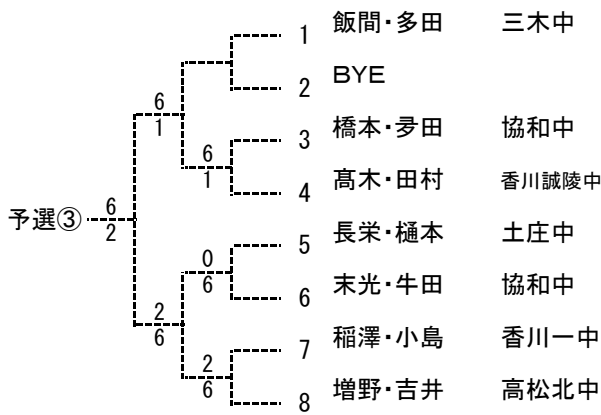 1 飯間・多田 三木中
2 BYE
6
1
3 橋本・夛田 協和中
6
1
4 髙木・田村 香川誠陵中
予選③
6
2
5 長栄・樋本 土庄中
0
6
6 末光・牛田 協和中
2
6
7 稲澤・小島 香川一中
2
6
8 増野・吉井 高松北中